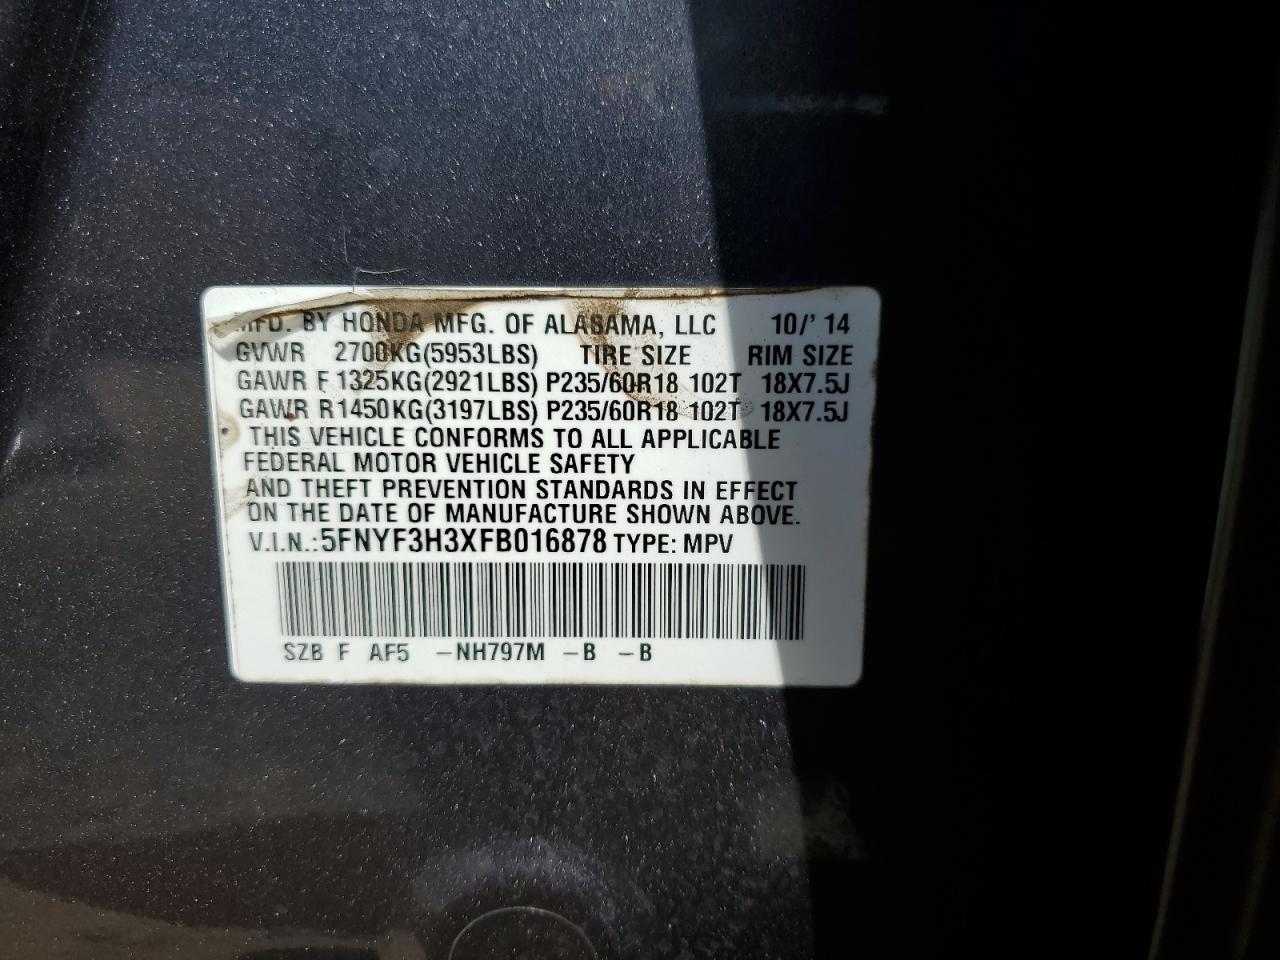 MFD. BY HONDA MFG. OF ALABAMA, LLC 10/'14
GVWR 2700KG(5953LBS) TIRE SIZE RIM SIZE
GAWR F 1325KG(2921LBS) P235/60R18 102T 18X7.5J
GAWR R 1450KG(3197LBS) P235/60R18 102T 18X7.5J
THIS VEHICLE CONFORMS TO ALL APPLICABLE
FEDERAL MOTOR VEHICLE SAFETY
AND THEFT PREVENTION STANDARDS IN EFFECT
ON THE DATE OF MANUFACTURE SHOWN ABOVE.
V.I.N.:5FNYF3H3XFB016878 TYPE: MPV
SZB F AF5 -NH797M -B -B